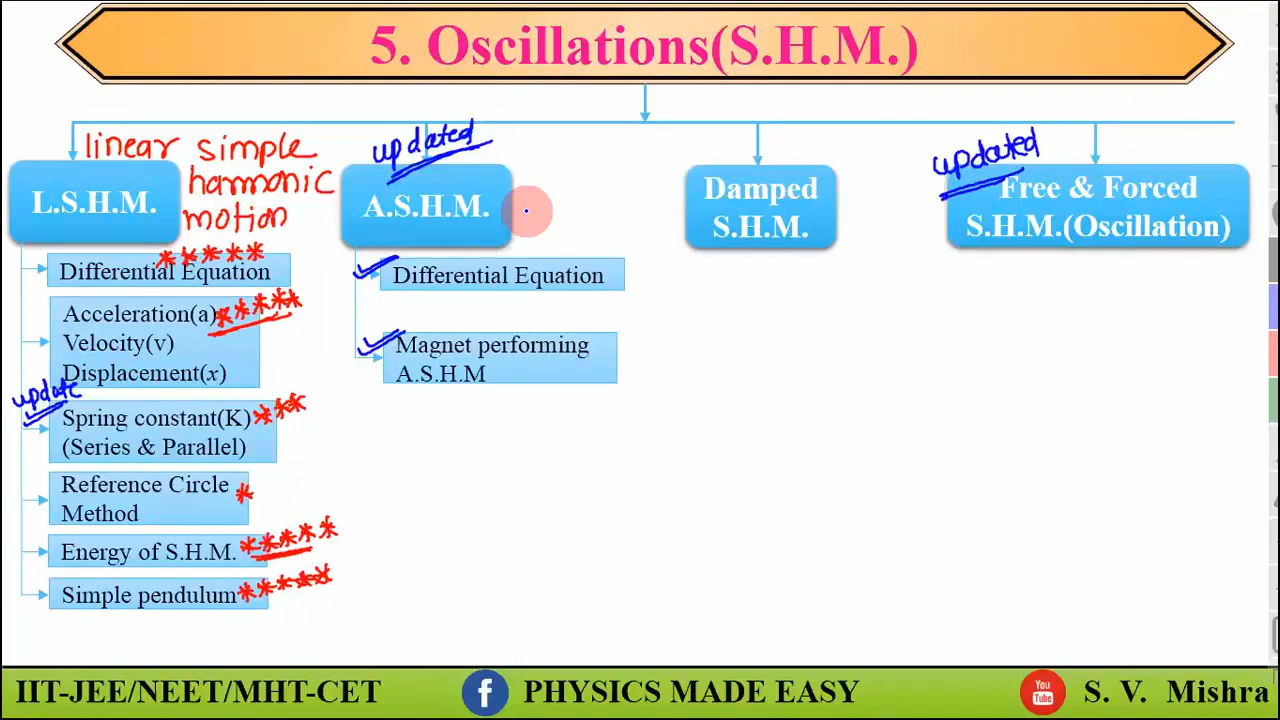 5. Oscillations(S.H.M.)
linear simple
harmonic
motion
L.S.H.M.
Differential Equation
*****
Acceleration(a)
*****
Velocity(v)
Displacement(x)
update
Spring constant(K)
***
(Series & Parallel)
Reference Circle
*
Method
Energy of S.H.M.
*****
Simple pendulum
*****
updated
A.S.H.M.
Differential Equation
Magnet performing
A.S.H.M
Damped
S.H.M.
updated
Free & Forced
S.H.M.(Oscillation)
IIT-JEE/NEET/MHT-CET
f
PHYSICS MADE EASY
You
Tube
S. V. Mishra